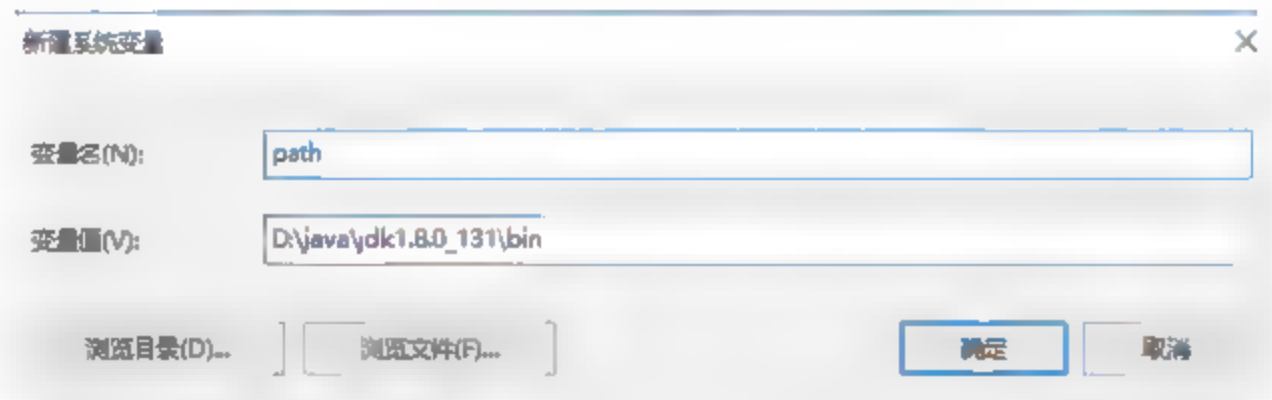 新建系统变量
变量名(N):
path
变量值(V):
D:\java\jdk1.8.0_131\bin
浏览目录(D)...
浏览文件(F)...
确定
取消